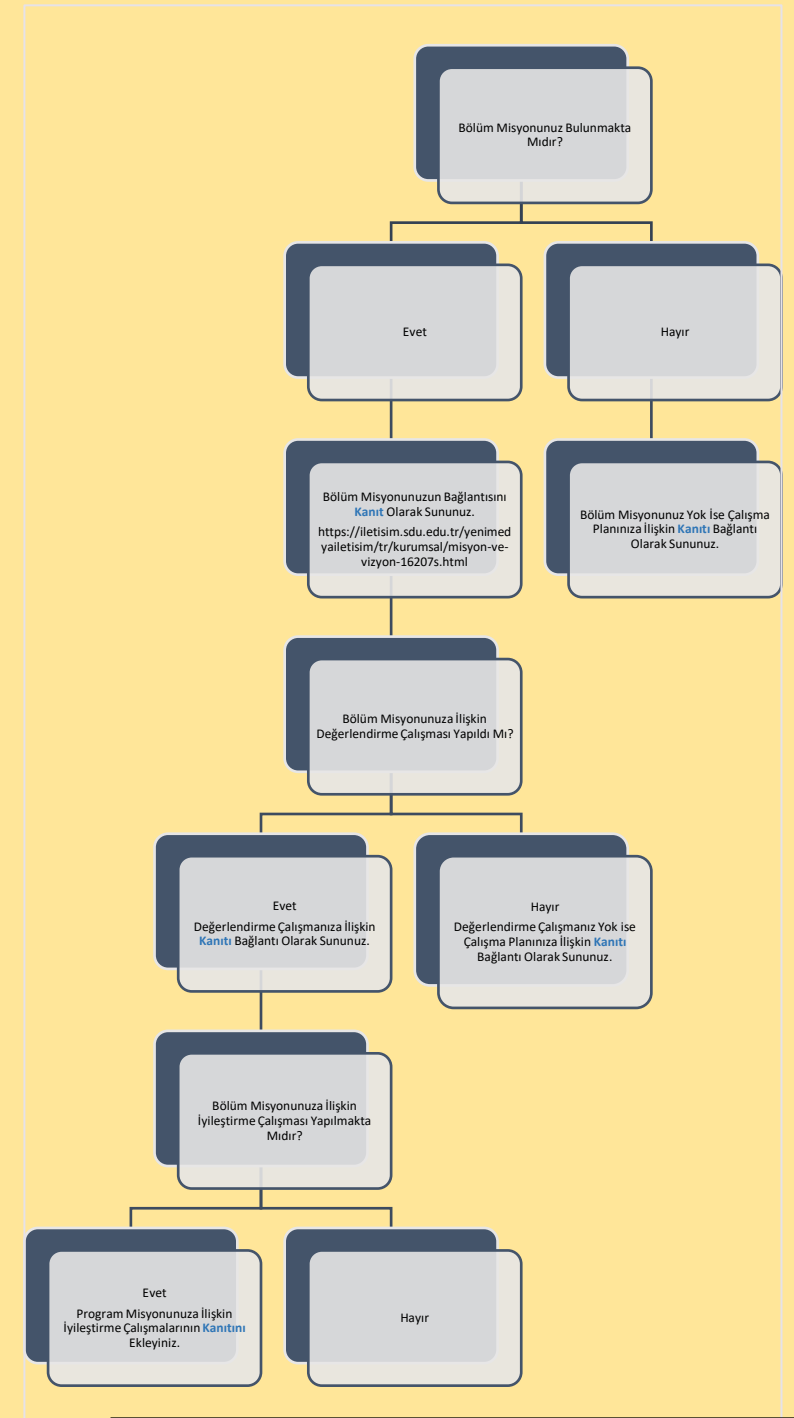 Bölüm Misyonunuz Bulunmakta
Mıdır?
Evet
Hayır
Bölüm Misyonunuzun Bağlantısını
Kanıt Olarak Sununuz.
https://iletisim.sdu.edu.tr/yenimed
yailetisim/tr/kurumsal/misyon-ve-
vizyon-16207s.html
Bölüm Misyonunuz Yok İse Çalışma
Planınıza İlişkin Kanıtı Bağlantı
Olarak Sununuz.
Bölüm Misyonunuza İlişkin
Değerlendirme Çalışması Yapıldı Mı?
Evet
Değerlendirme Çalışmanıza İlişkin
Kanıtı Bağlantı Olarak Sununuz.
Hayır
Değerlendirme Çalışmanız Yok ise
Çalışma Planınıza İlişkin Kanıtı
Bağlantı Olarak Sununuz.
Bölüm Misyonunuza İlişkin
İyileştirme Çalışması Yapılmakta
Mıdır?
Evet
Program Misyonunuza İlişkin
İyileştirme Çalışmalarının Kanıtını
Ekleyiniz.
Hayır